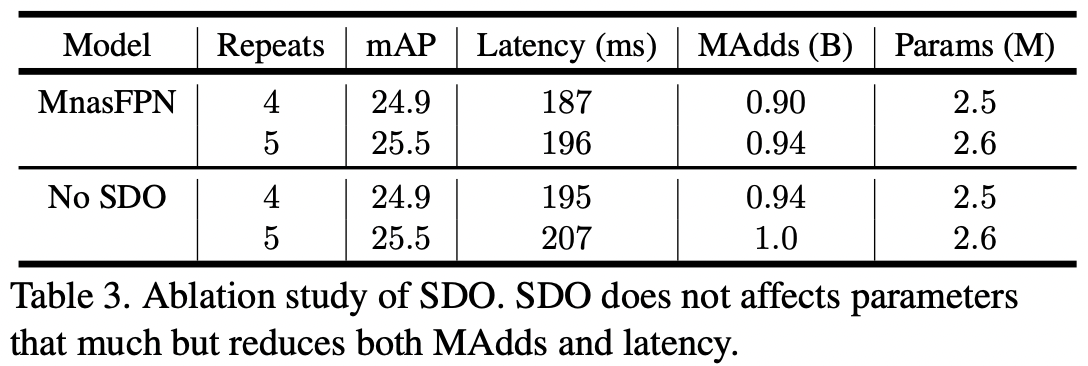 Model Repeats mAP Latency (ms) MAdds (B) Params (M)
MnasFPN 4 24.9 187 0.90 2.5
5 25.5 196 0.94 2.6
No SDO 4 24.9 195 0.94 2.5
5 25.5 207 1.0 2.6
Table 3. Ablation study of SDO. SDO does not affects parameters
that much but reduces both MAdds and latency.